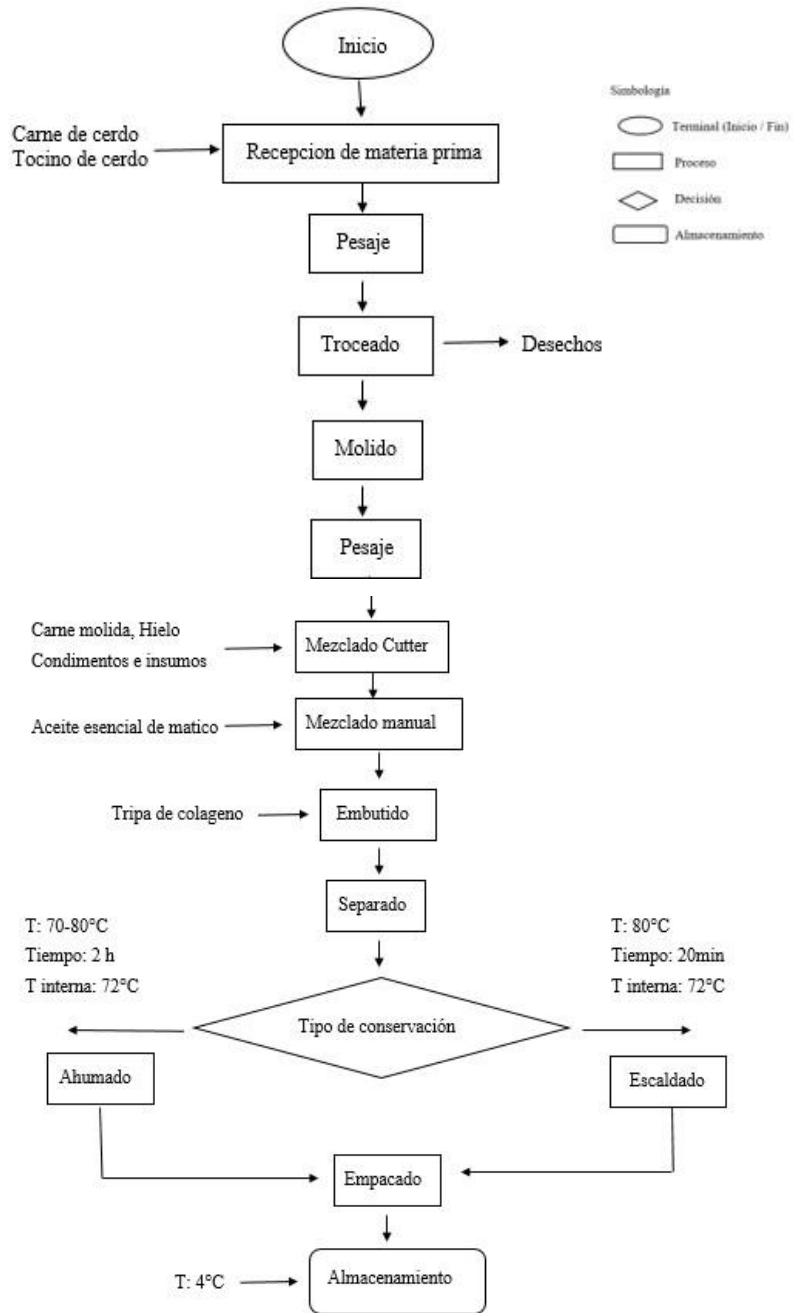 Inicio
Simbología
Terminal (Inicio / Fin)
Proceso
Decisión
Almacenamiento
Carne de cerdo
Tocino de cerdo
Recepcion de materia prima
Pesaje
Troceado
Desechos
Molido
Pesaje
Carne molida, Hielo
Condimentos e insumos
Mezclado Cutter
Aceite esencial de matico
Mezclado manual
Tripa de colageno
Embutido
Separado
T: 70-80°C
Tiempo: 2 h
T interna: 72°C
T: 80°C
Tiempo: 20min
T interna: 72°C
Tipo de conservación
Ahumado
Escaldado
Empacado
T: 4°C
Almacenamiento